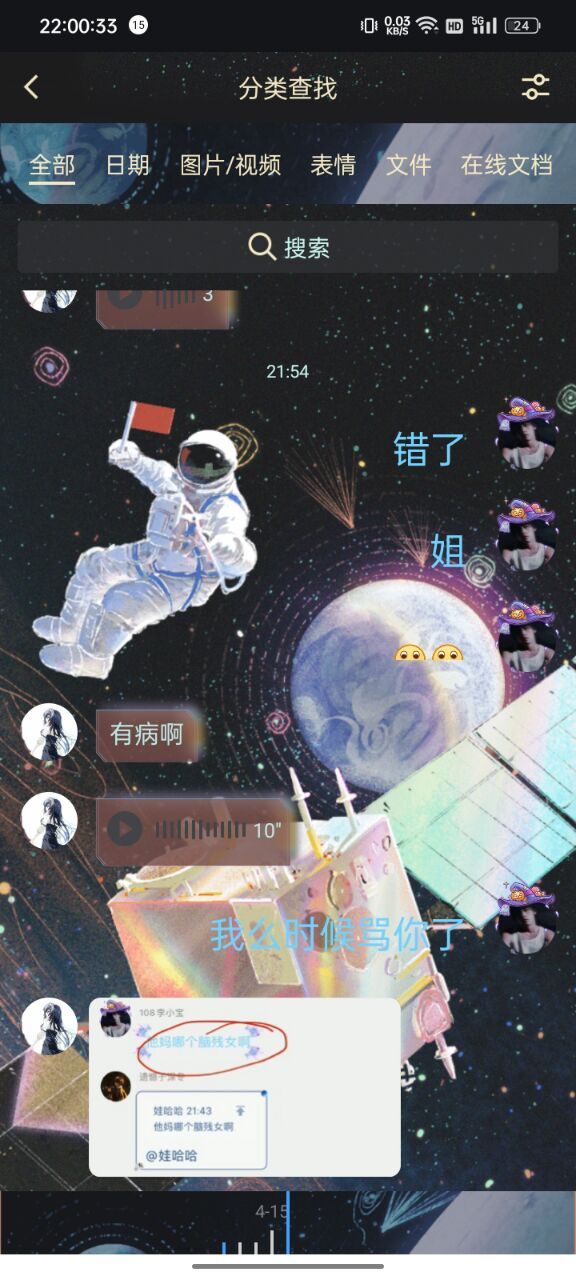 22:00:33 15 0.03 KB/S HD 5G 24
分类查找
全部 日期 图片/视频 表情 文件 在线文档
搜索
3
21:54
错了
姐
有病啊
10"
我么时候骂你了
108 李小宝
他妈哪个脑残女啊
遗憾于深冬
娃哈哈 21:43
他妈哪个脑残女啊
@娃哈哈
4-15